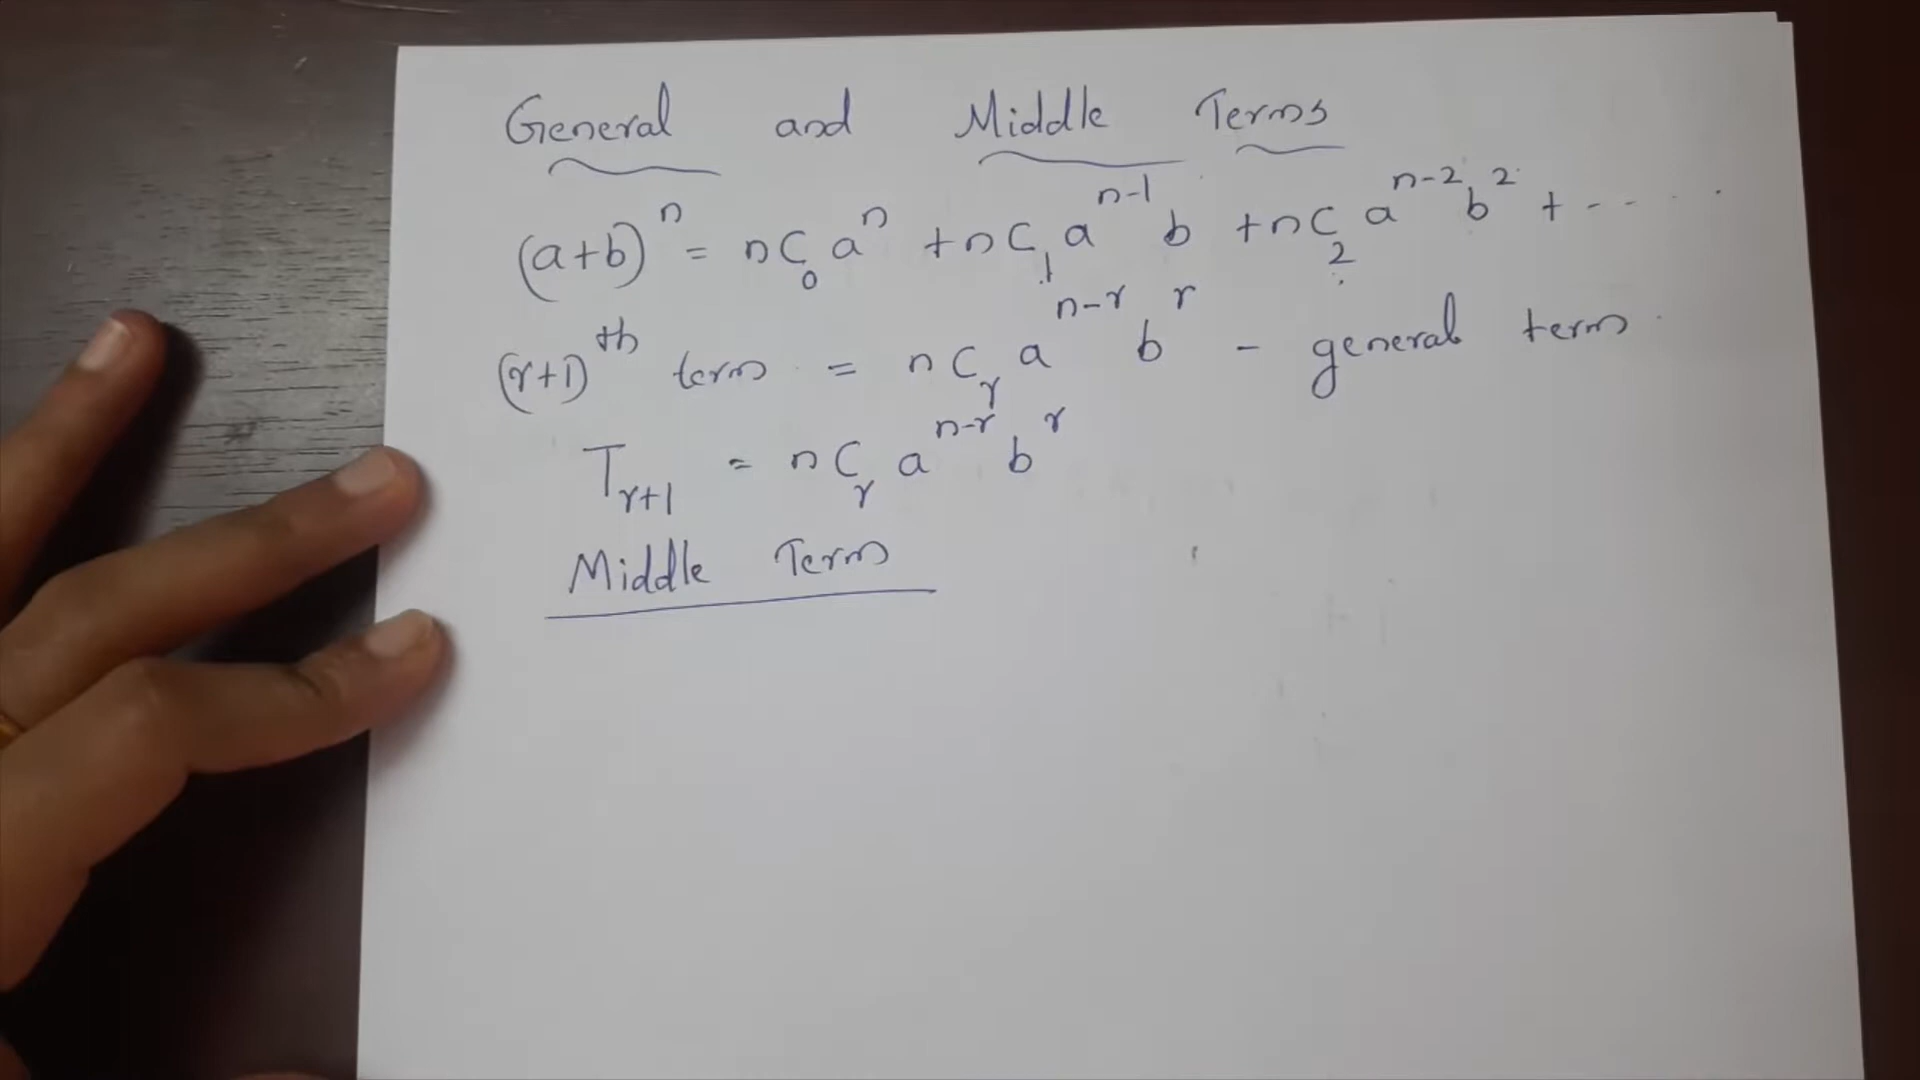 General and Middle Terms
(a+b)^n = nC₀ a^n + nC₁ a^(n-1) b + nC₂ a^(n-2) b^2 + -- . . .
(r+1)^th term = nCᵣ a^(n-r) b^r - general term
T_(r+1) = nCᵣ a^(n-r) b^r
Middle Term